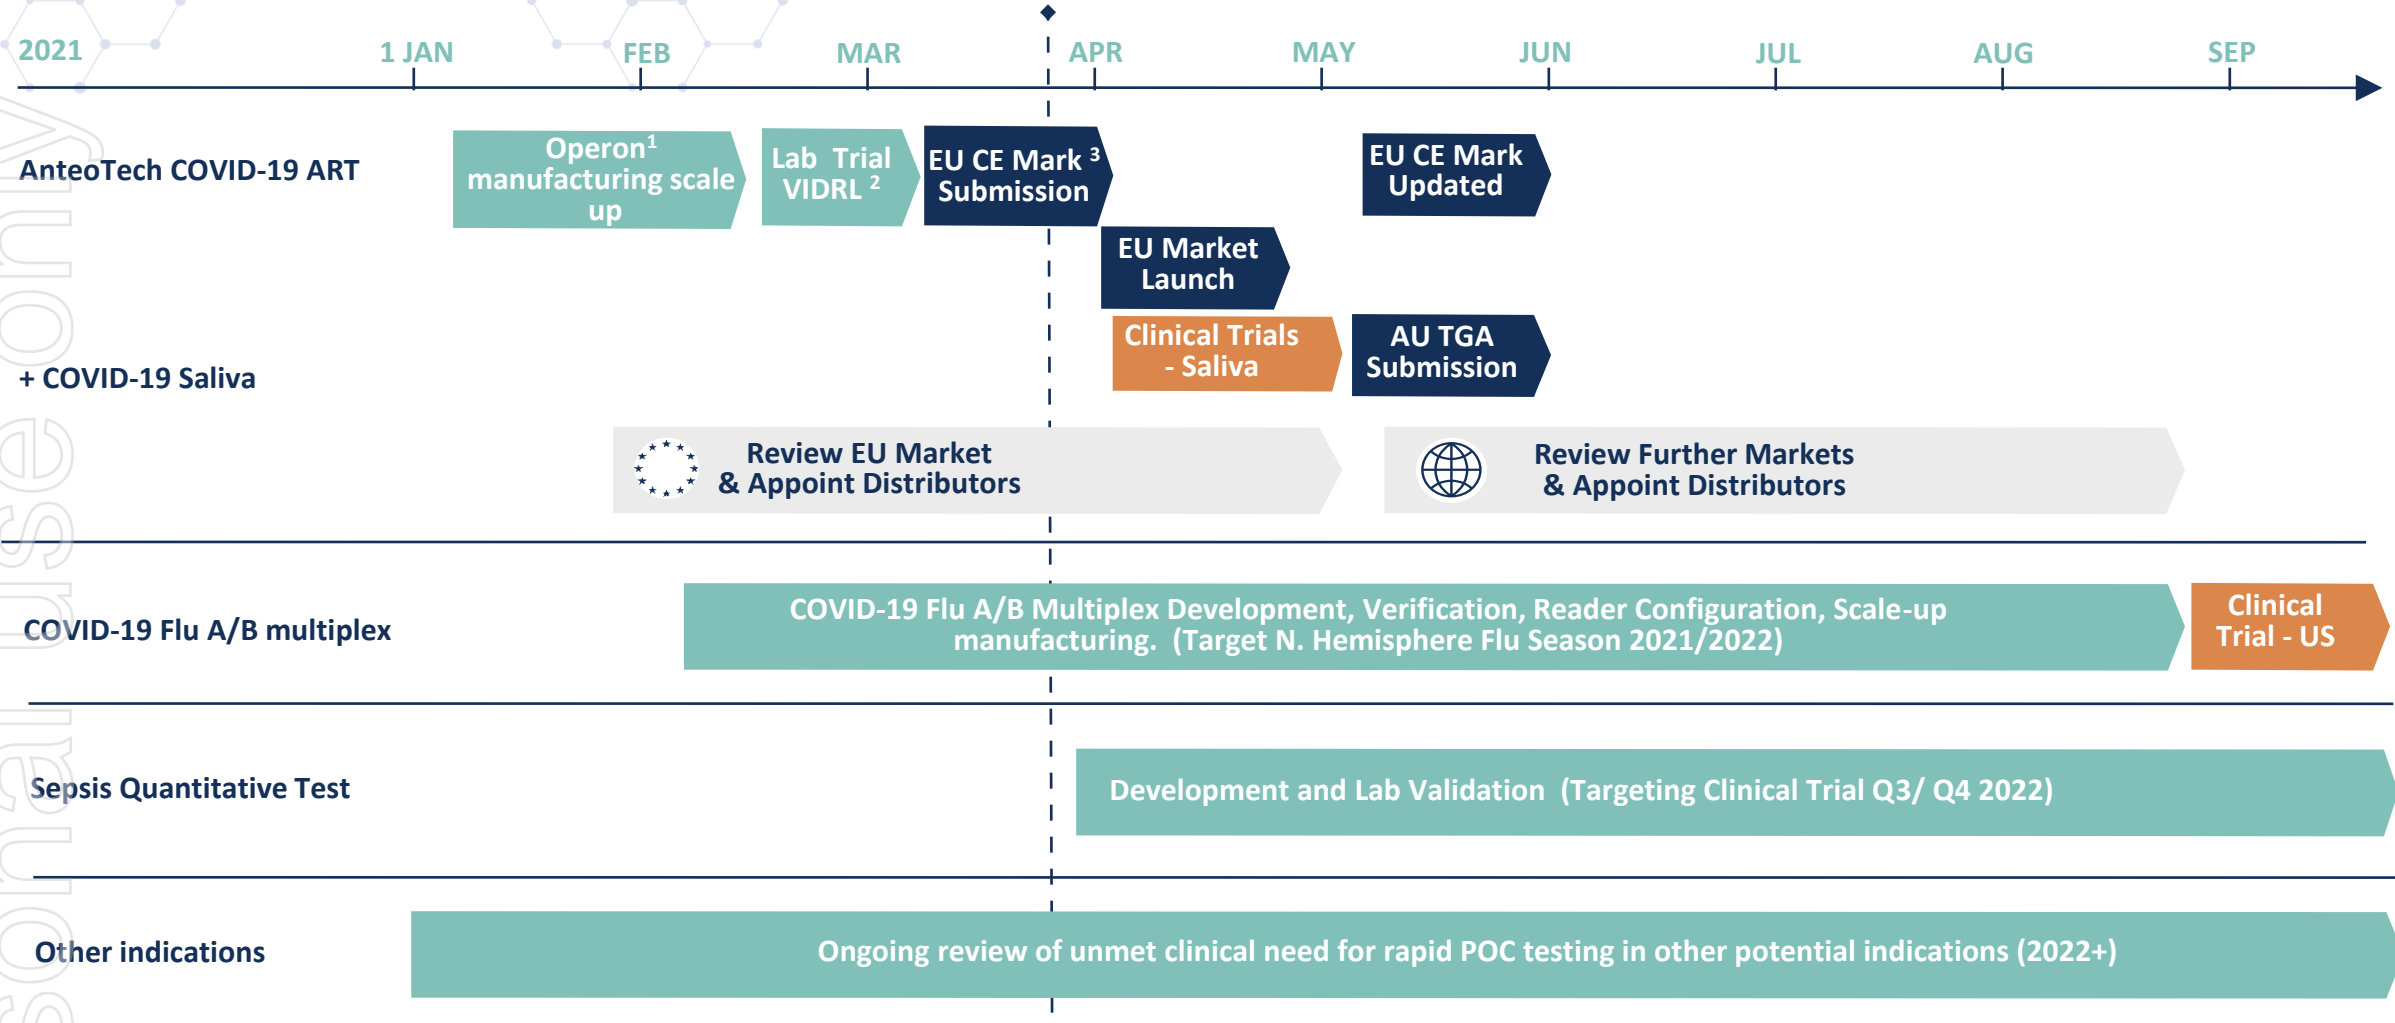 2021
1 JAN
FEB
MAR
APR
MAY
JUN
JUL
AUG
SEP
AnteoTech COVID-19 ART
Operon¹
manufacturing scale
up
Lab Trial
VIDRL ²
EU CE Mark ³
Submission
EU CE Mark
Updated
EU Market
Launch
+ COVID-19 Saliva
Clinical Trials
- Saliva
AU TGA
Submission
Review EU Market
& Appoint Distributors
Review Further Markets
& Appoint Distributors
COVID-19 Flu A/B multiplex
COVID-19 Flu A/B Multiplex Development, Verification, Reader Configuration, Scale-up
manufacturing. (Target N. Hemisphere Flu Season 2021/2022)
Clinical
Trial - US
Sepsis Quantitative Test
Development and Lab Validation (Targeting Clinical Trial Q3/ Q4 2022)
Other indications
Ongoing review of unmet clinical need for rapid POC testing in other potential indications (2022+)
sonal use only